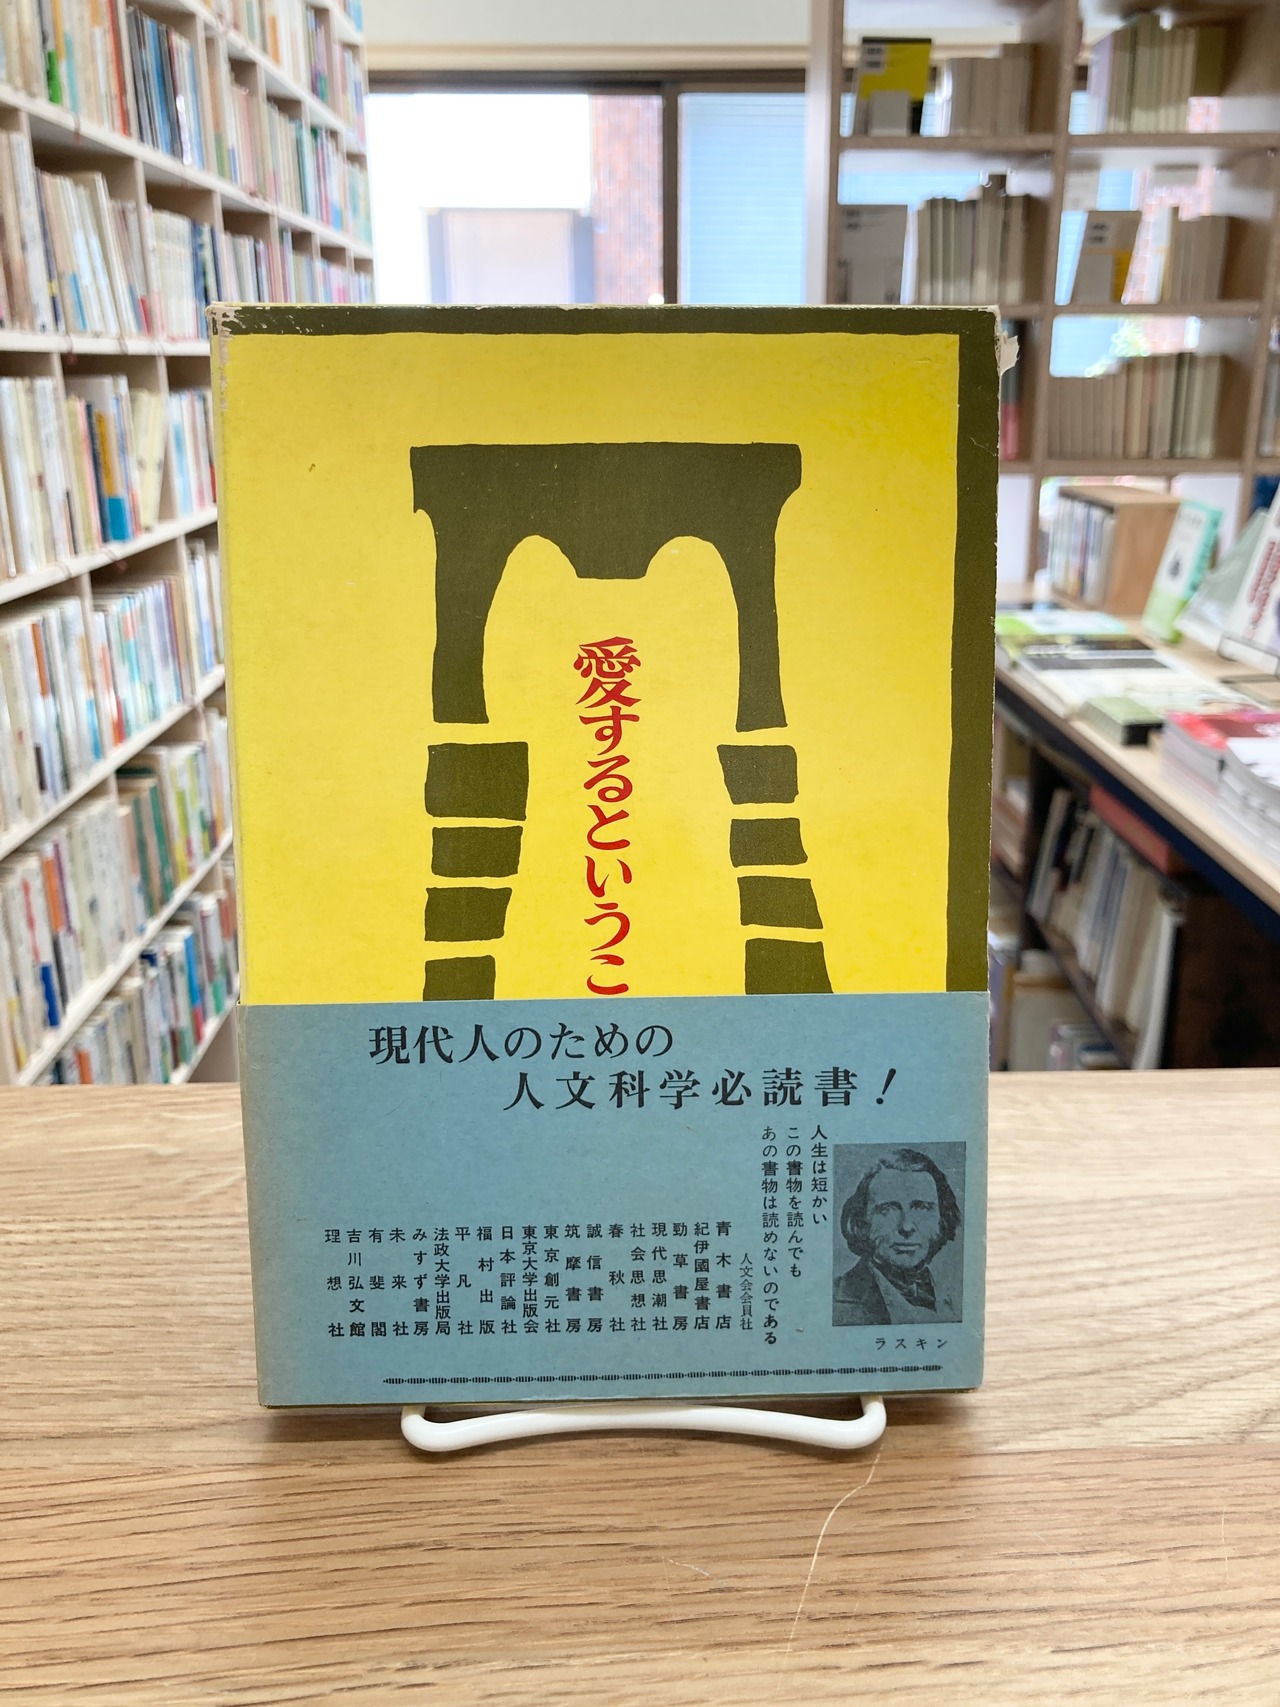 愛するというこ
現代人のための
人文科学必読書！
人生は短かい
この書物を読んでも
あの書物は読めないのである
ラスキン
人文会会員社
青木書店
紀伊國屋書店
勁草書房
現代思潮社
社会思想社
春秋社
誠信書房
筑摩書房
東京創元社
東京大学出版会
日本評論社
福村出版
平凡社
法政大学出版局
みすず書房
未来社
有斐閣
吉川弘文館
理想社